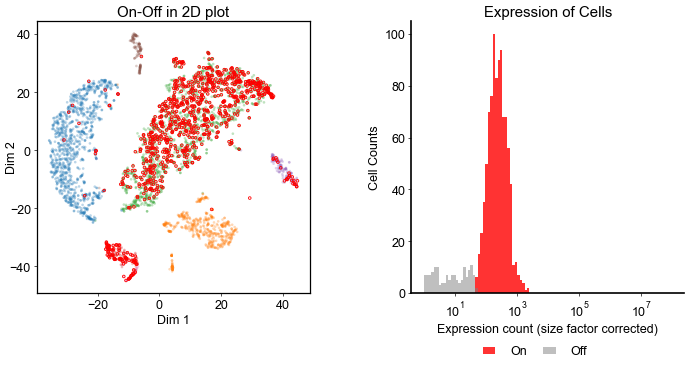 On-Off in 2D plot
40
20
0
−20
−40
Dim 2
−20 0 20 40
Dim 1
Expression of Cells
100
80
60
40
20
0
Cell Counts
10^1 10^3 10^5 10^7
Expression count (size factor corrected)
On Off